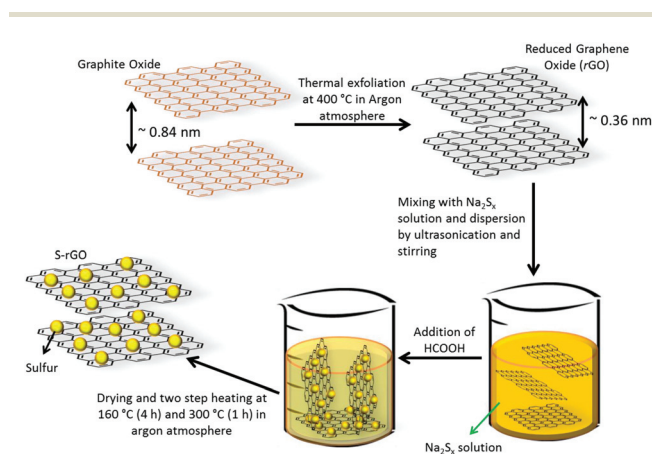 Graphite Oxide
~ 0.84 nm
Thermal exfoliation
at 400 °C in Argon
atmosphere
Reduced Graphene
Oxide (rGO)
~ 0.36 nm
Mixing with Na₂Sₓ
solution and dispersion
by ultrasonication and
stirring
Na₂Sₓ solution
Addition of
HCOOH
Drying and two step heating at
160 °C (4 h) and 300 °C (1 h) in
argon atmosphere
S-rGO
Sulfur